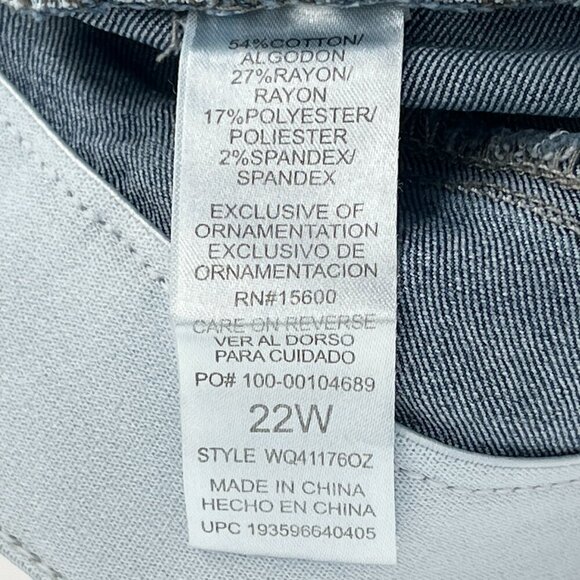 54%COTTON/
ALGODON
27%RAYON/
RAYON
17%POLYESTER/
POLIESTER
2%SPANDEX/
SPANDEX
EXCLUSIVE OF
ORNAMENTATION
EXCLUSIVO DE
ORNAMENTACION
RN#15600
CARE ON REVERSE
VER AL DORSO
PARA CUIDADO
PO# 100-00104689
22W
STYLE WQ41176OZ
MADE IN CHINA
HECHO EN CHINA
UPC 193596640405